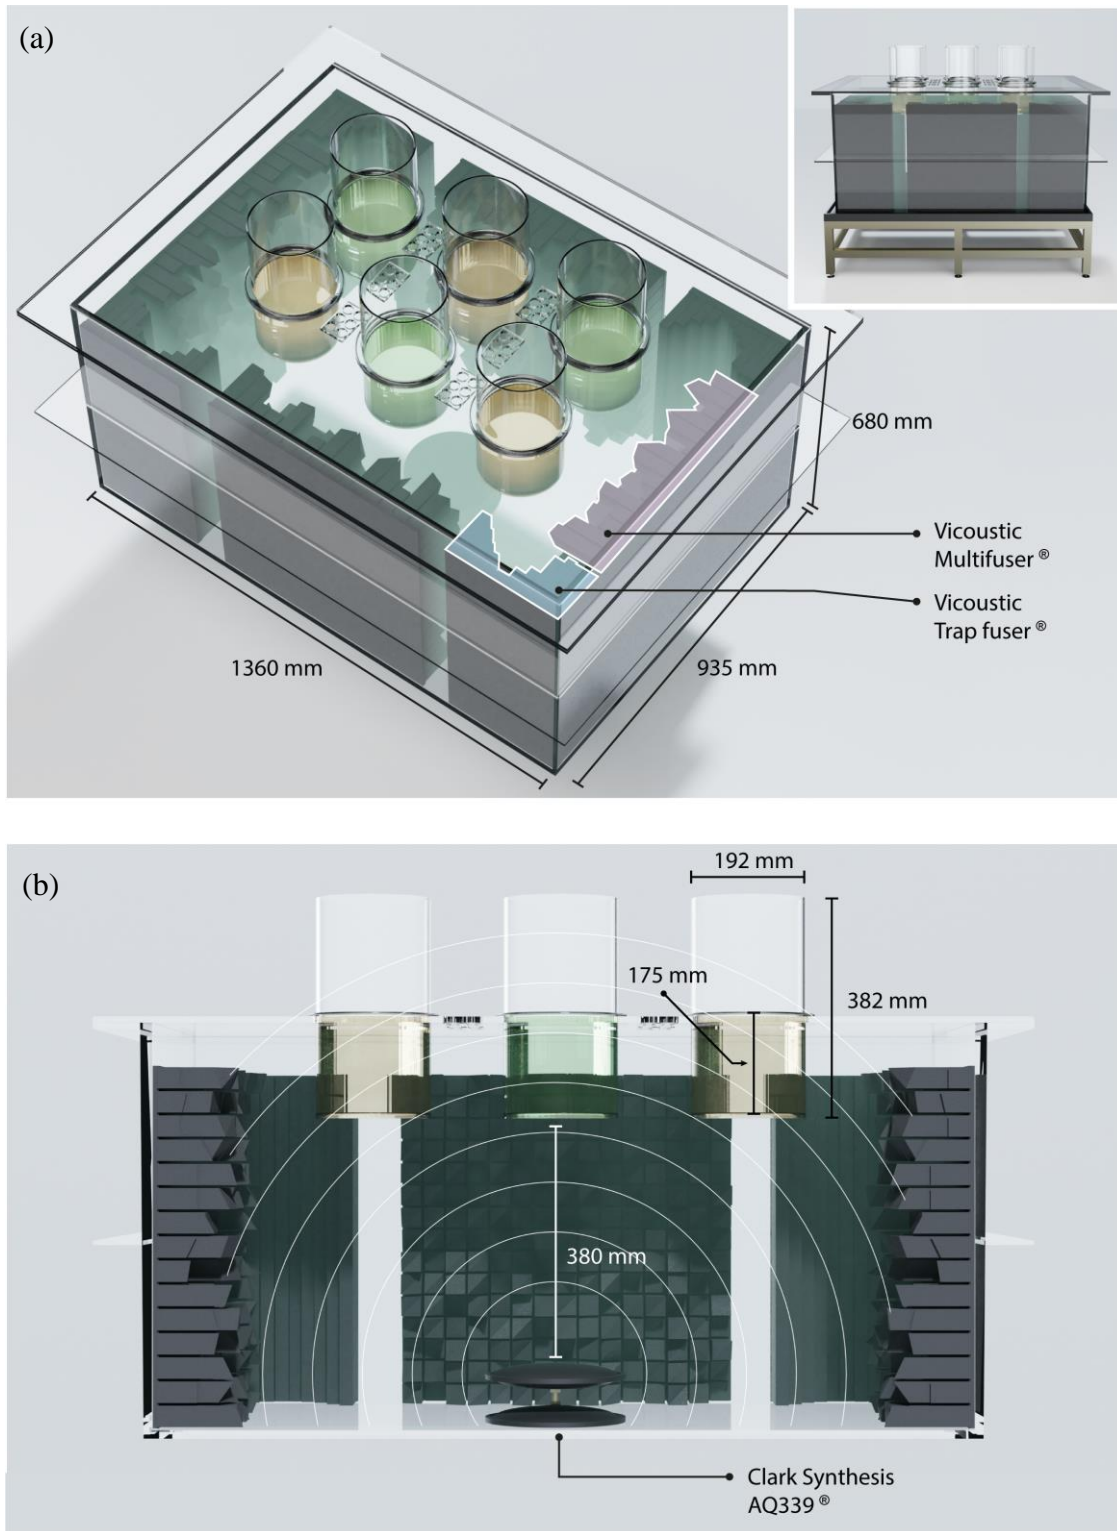 (a)
680 mm
Vicoustic
Multifuser ®
Vicoustic
Trap fuser ®
1360 mm
935 mm
(b)
192 mm
175 mm
382 mm
380 mm
Clark Synthesis
AQ339 ®